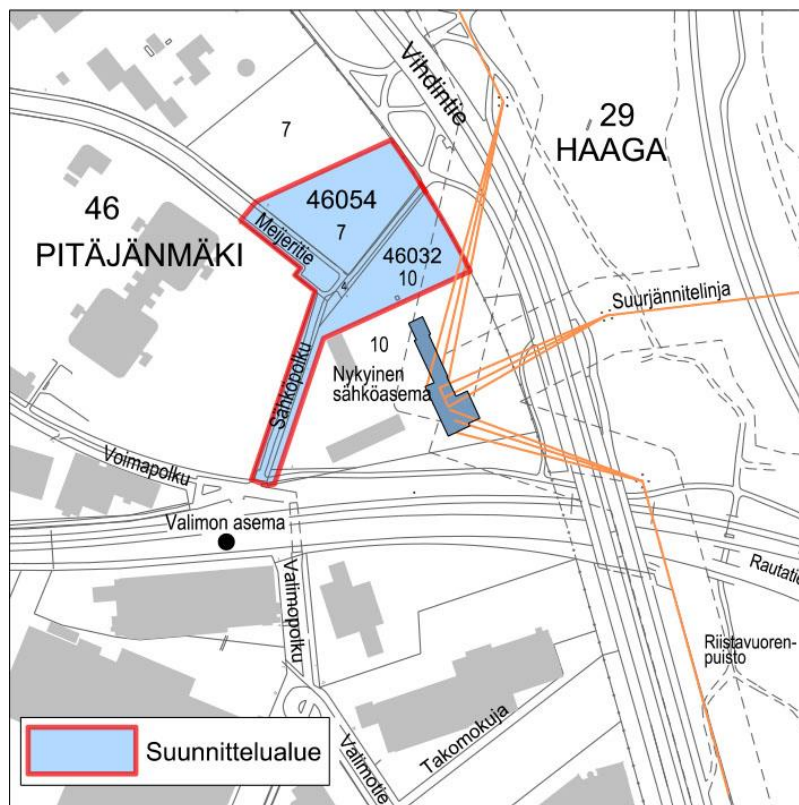 Vihdintie
7
29
HAAGA
46054
7
46
PITÄJÄNMÄKI
Meijeritie
46032
10
Suurjännitelinja
10
Nykyinen
sähköasema
Sähköpolku
Voimapolku
Valimon asema
Rautatie
Valimopolku
Riistavuoren-
puisto
Takomokuja
Valimotie
Suunnittelualue